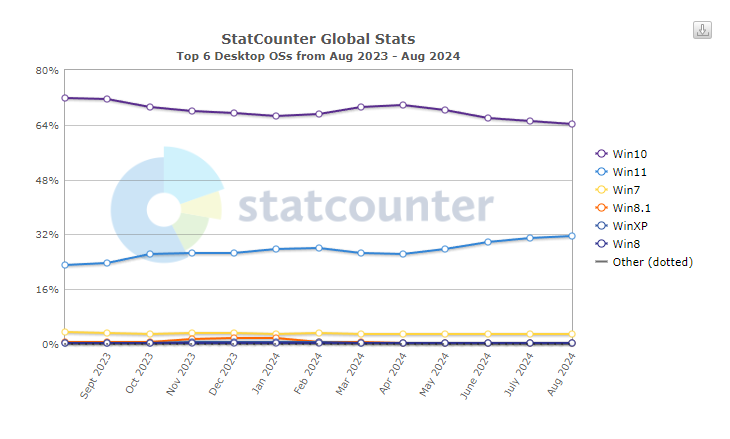 StatCounter Global Stats
Top 6 Desktop OSs from Aug 2023 - Aug 2024
80%
64%
48%
32%
16%
0%
statcounter
Sept 2023
Oct 2023
Nov 2023
Dec 2023
Jan 2024
Feb 2024
Mar 2024
Apr 2024
May 2024
June 2024
July 2024
Aug 2024
Win10
Win11
Win7
Win8.1
WinXP
Win8
Other (dotted)